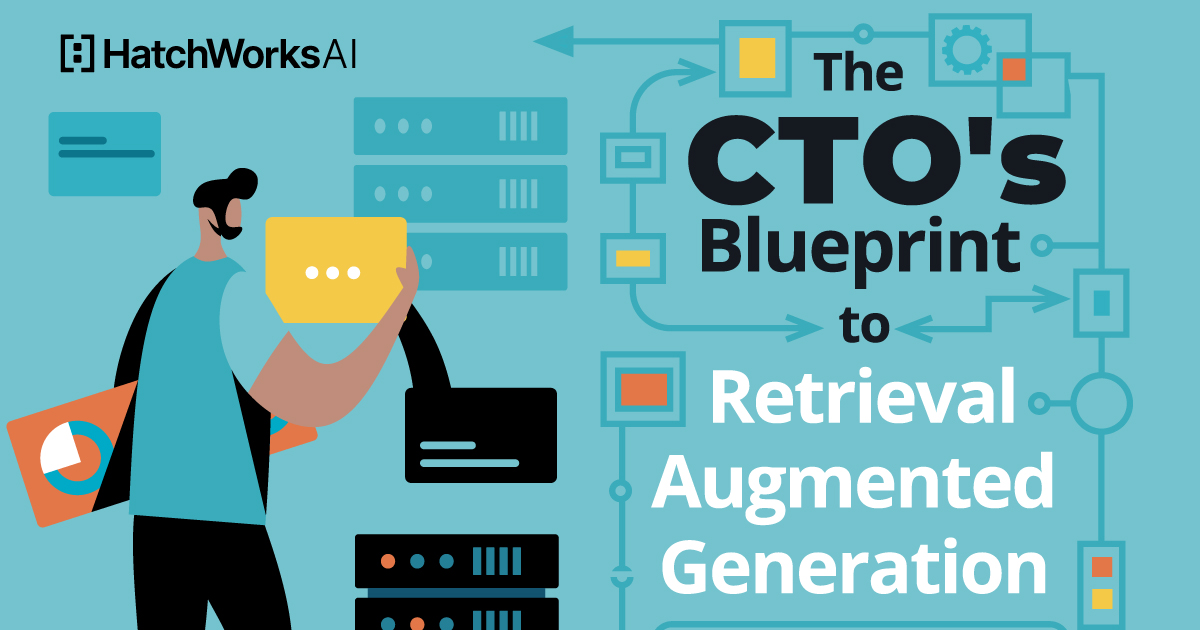 HatchWorksAI
The
CTO's
Blueprint
to
Retrieval
Augmented
Generation